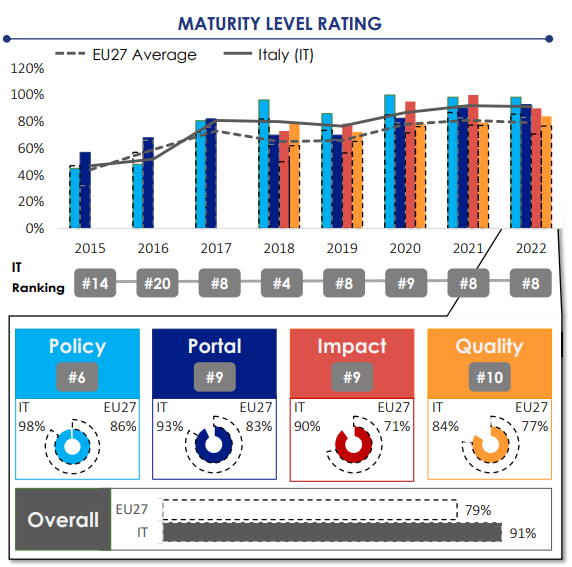 MATURITY LEVEL RATING
EU27 Average Italy (IT)
120%
100%
80%
60%
40%
20%
0%
2015 2016 2017 2018 2019 2020 2021 2022
IT
Ranking #14 #20 #8 #4 #8 #9 #8 #8
Policy Portal Impact Quality
#6 #9 #9 #10
IT EU27 IT EU27 IT EU27 IT EU27
98% 86% 93% 83% 90% 71% 84% 77%
Overall
EU27 79%
IT 91%